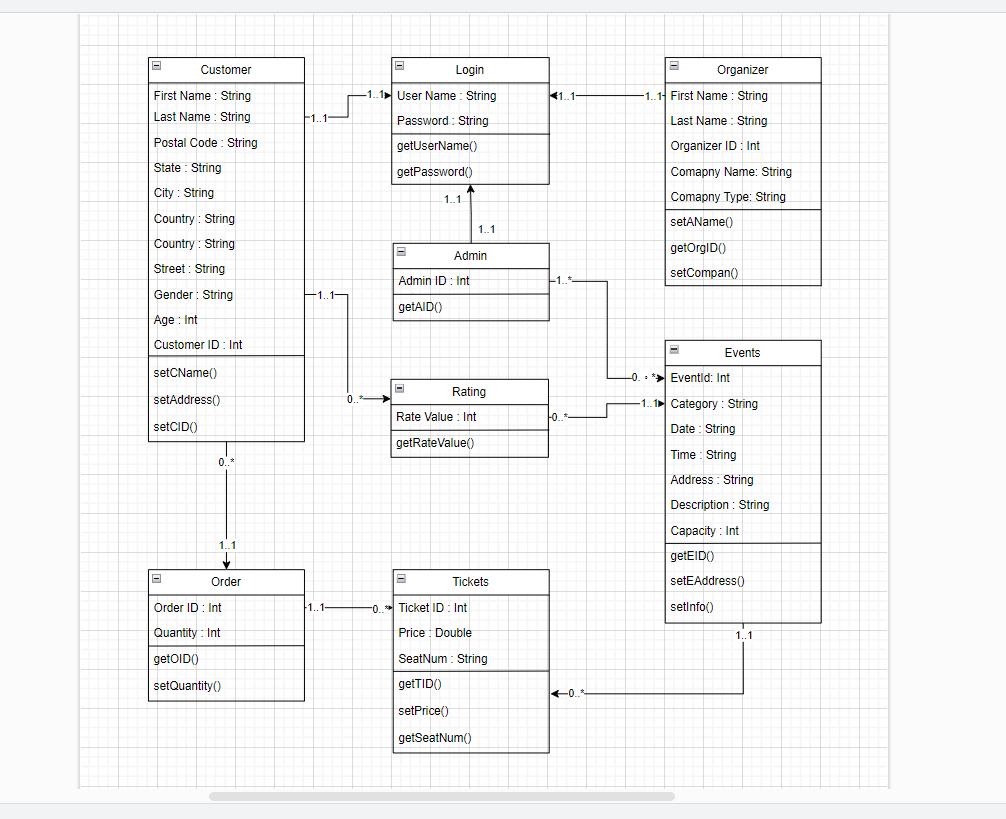 Customer
First Name : String
Last Name : String
Postal Code : String
State : String
City : String
Country : String
Country : String
Street : String
Gender : String
Age : Int
Customer ID : Int
setCName()
setAddress()
setCID()
Login
User Name : String
Password : String
getUserName()
getPassword()
Organizer
First Name : String
Last Name : String
Organizer ID : Int
Comapny Name: String
Comapny Type: String
setAName()
getOrgID()
setCompan()
1..1
1..1
1..1
1..1
1..1
1..1
Admin
Admin ID : Int
getAID()
1..*
0..*
1..1
0..*
Rating
Rate Value : Int
getRateValue()
0..*
1..1
Events
EventId: Int
Category : String
Date : String
Time : String
Address : String
Description : String
Capacity : Int
getEID()
setEAddress()
setInfo()
0..*
1..1
Order
Order ID : Int
Quantity : Int
getOID()
setQuantity()
1..1
0..*
Tickets
Ticket ID : Int
Price : Double
SeatNum : String
getTID()
setPrice()
getSeatNum()
1..1
0..*